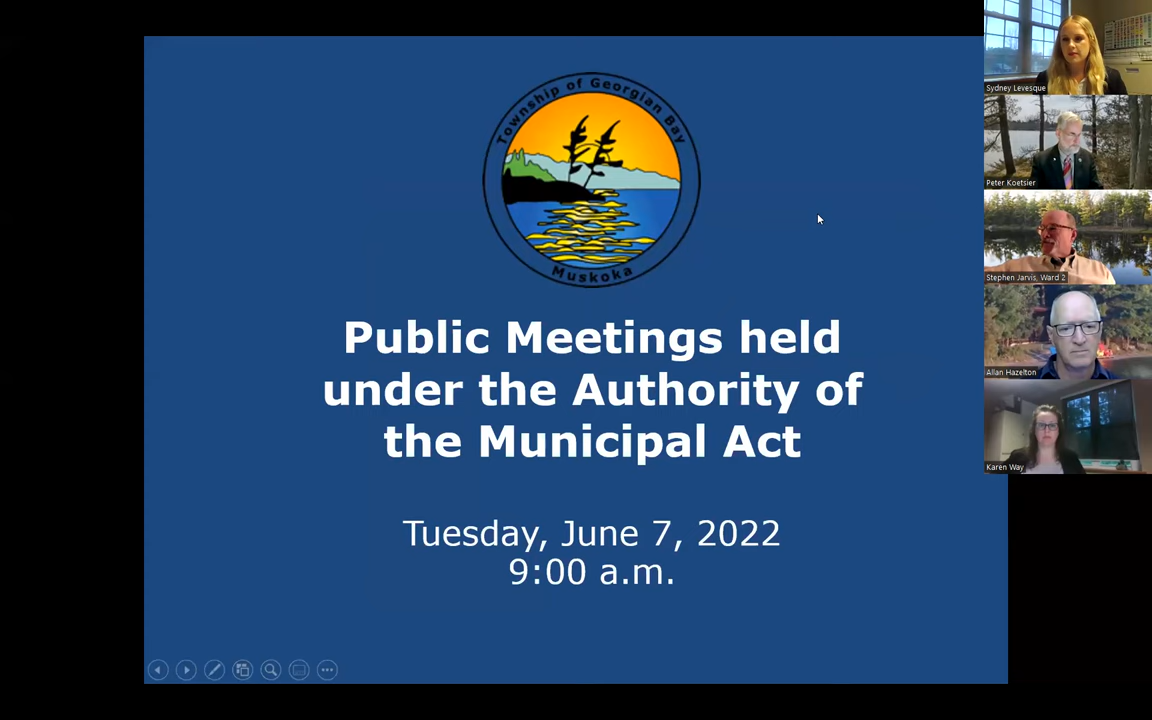 Township of Georgian Bay
Muskoka
Public Meetings held
under the Authority of
the Municipal Act
Tuesday, June 7, 2022
9:00 a.m.
Sydney Levesque
Peter Koetsier
Stephen Jarvis, Ward 2
Allan Hazelton
Karen Way